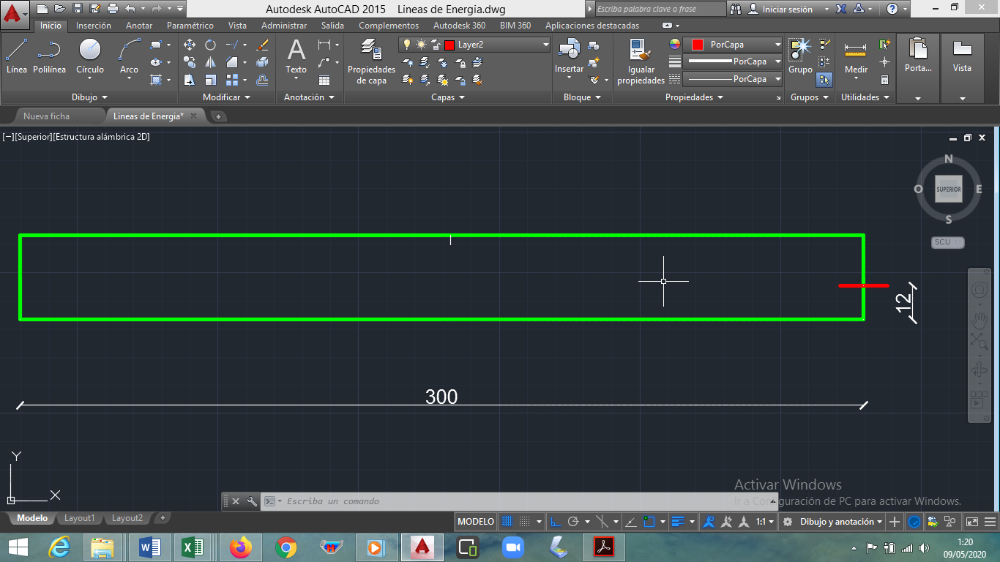 Autodesk AutoCAD 2015 Lineas de Energia.dwg
Escriba palabra clave o frase
Iniciar sesión
Inicio Inserción Anotar Paramétrico Vista Administrar Salida Complementos Autodesk 360 BIM 360 Aplicaciones destacadas
Línea Polilínea Círculo Arco
Dibujo
Modificar
A
Texto
Anotación
Propiedades
de capa
Layer2
Capas
Insertar
Bloque
Igualar
propiedades
PorCapa
PorCapa
PorCapa
Propiedades
Grupo
Grupos
Medir
Utilidades
Porta...
Vista
Nueva ficha Lineas de Energia*
[−][Superior][Estructura alámbrica 2D]
N
O SUPERIOR E
S
SCU
12
300
Y
X
Activar Windows
Ir a Configuración de PC para activar Windows.
Escriba un comando
Modelo Layout1 Layout2
MODELO 1:1 Dibujo y anotación
1:20
09/05/2020